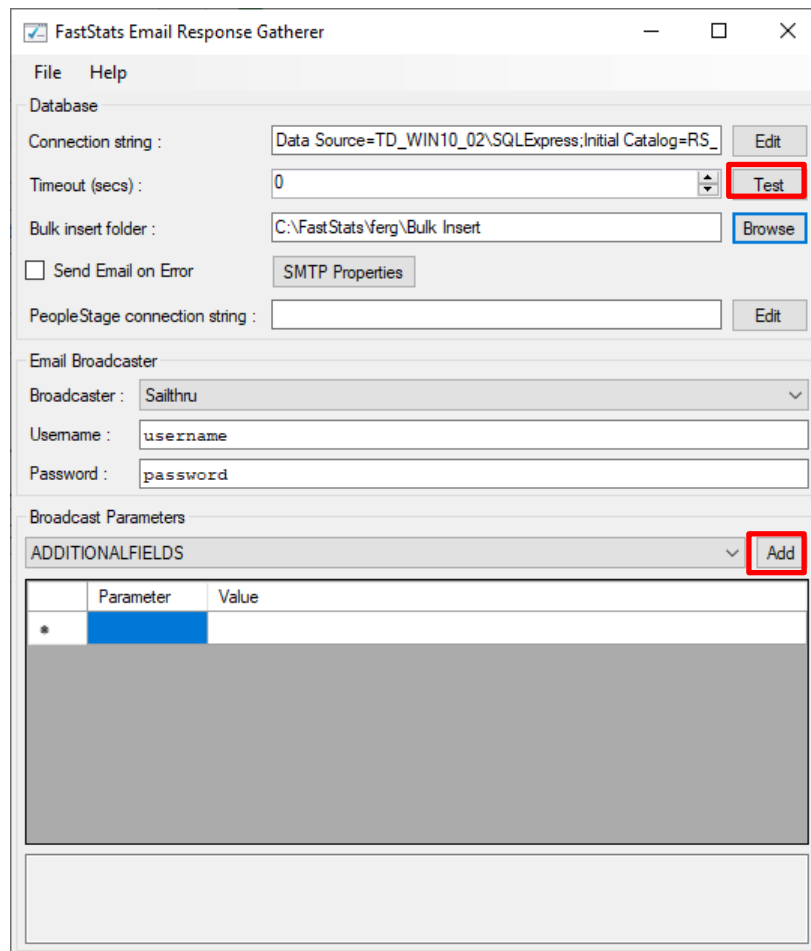 FastStats Email Response Gatherer
File Help
Database
Connection string : Data Source=TD_WIN10_02\SQLExpress;Initial Catalog=RS_ Edit
Timeout (secs) : 0 Test
Bulk insert folder : C:\FastStats\ferg\Bulk Insert Browse
Send Email on Error SMTP Properties
PeopleStage connection string : Edit
Email Broadcaster
Broadcaster : Sailthru
Username : username
Password : password
Broadcast Parameters
ADDITIONALFIELDS Add
Parameter Value
*